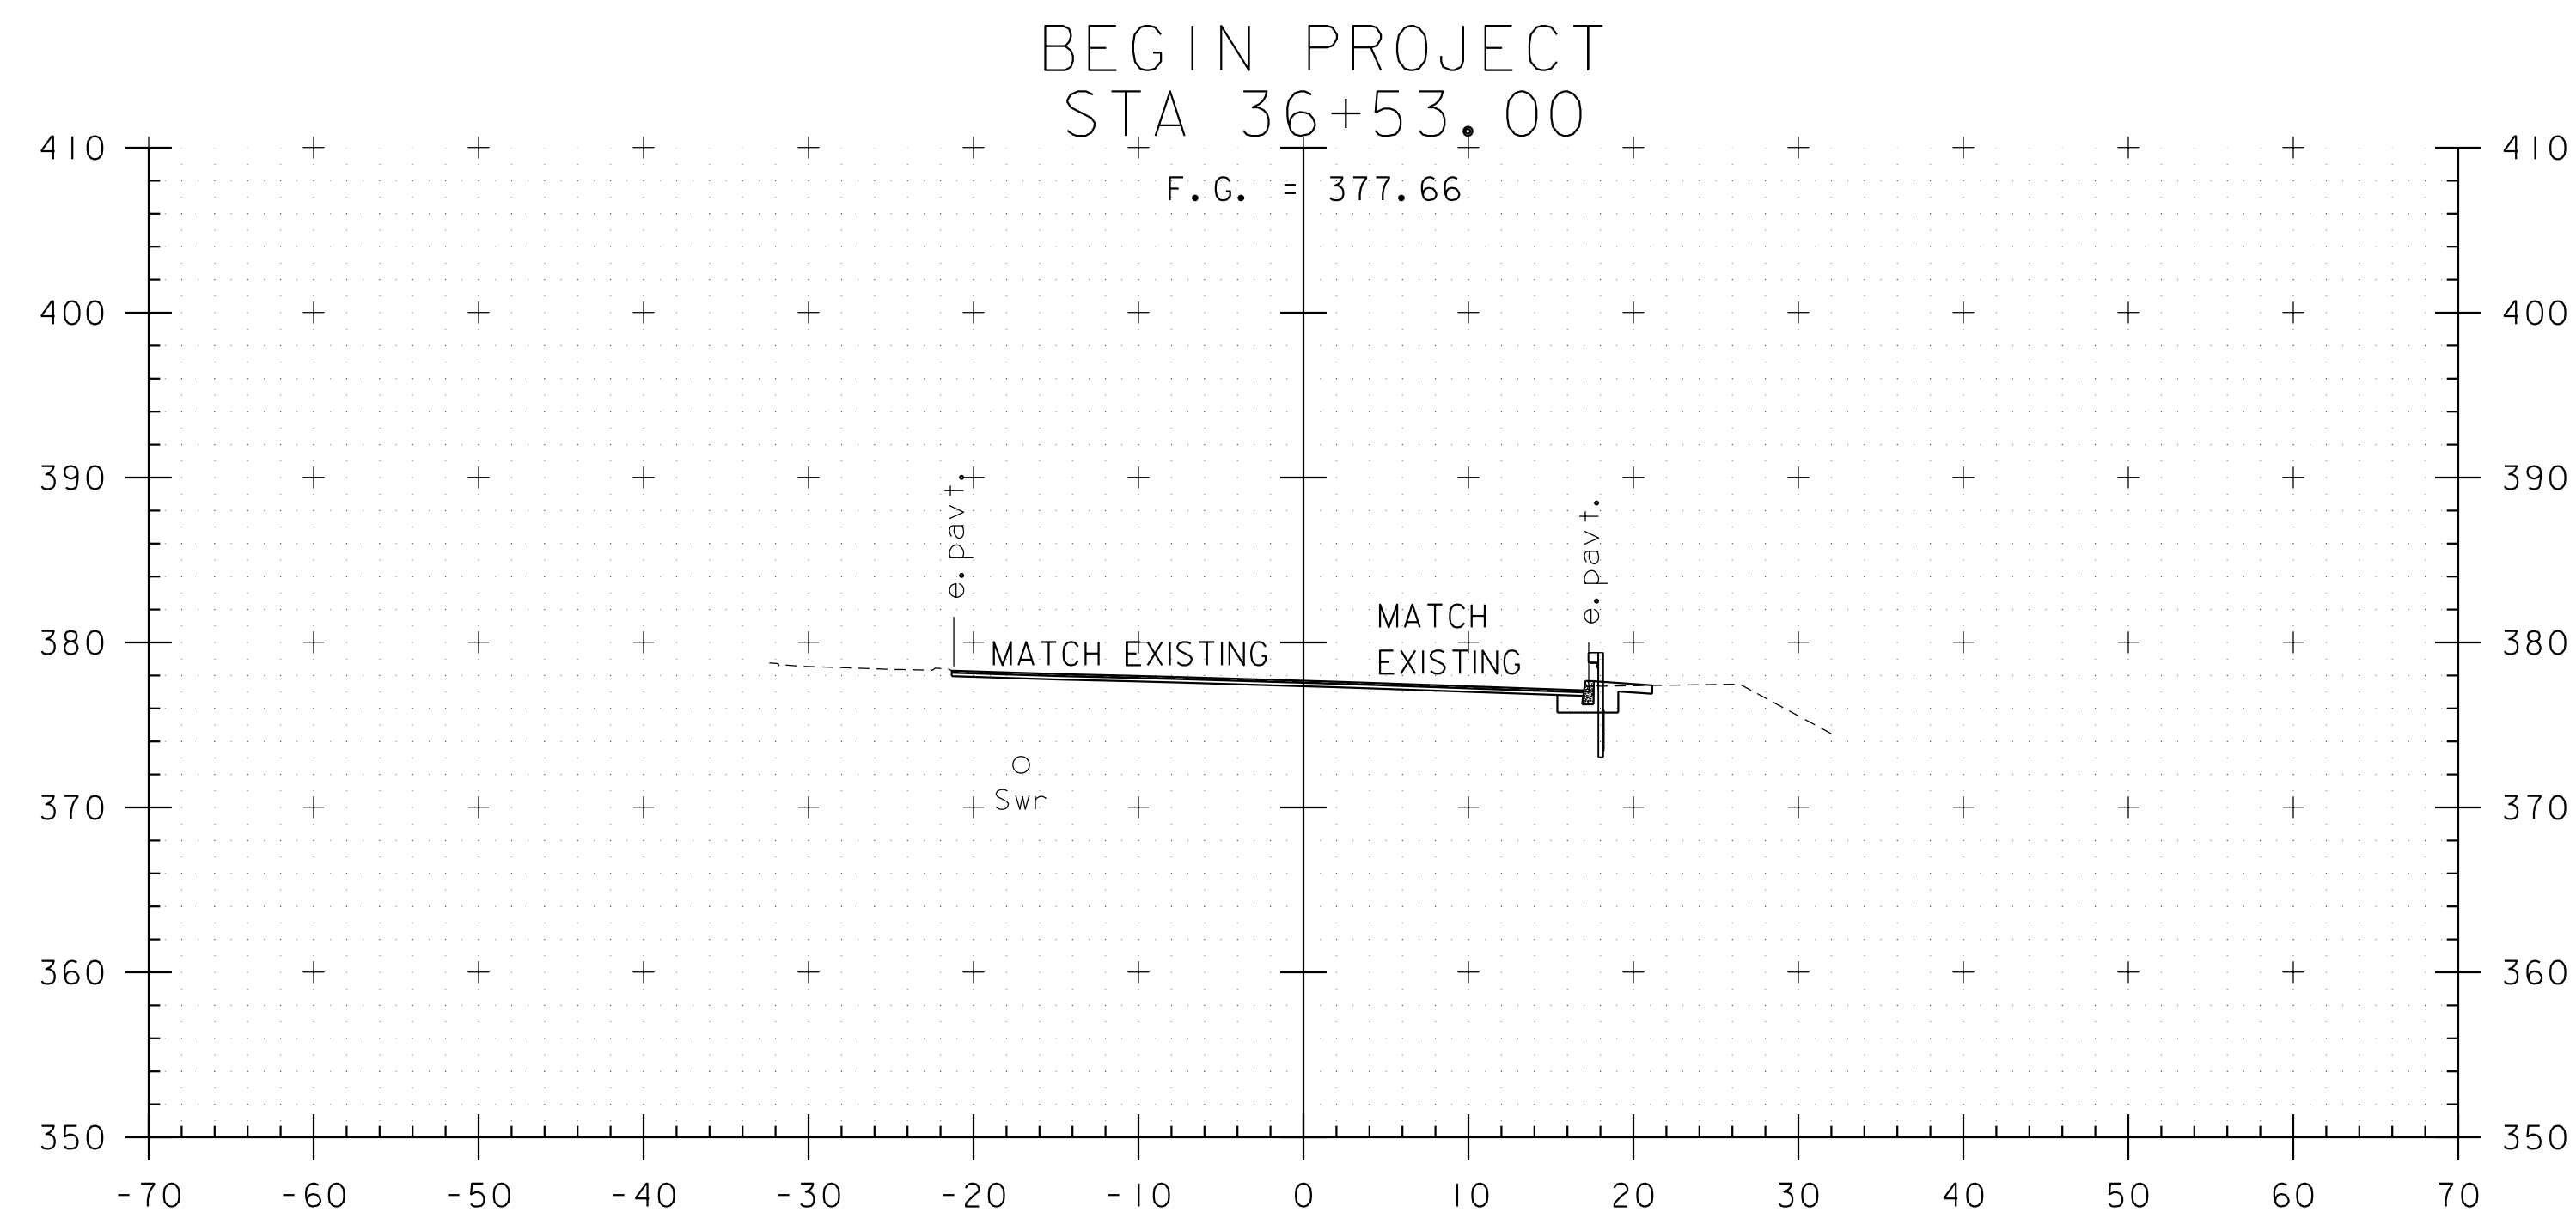 BEGIN PROJECT
STA 36+53.00
410 410
F.G. = 377.66
400 400
390 390
e.pavt.
e.pavt.
MATCH
EXISTING
380 380
MATCH EXISTING
370 370
Swr
360 360
350 350
-70 -60 -50 -40 -30 -20 -10 0 10 20 30 40 50 60 70